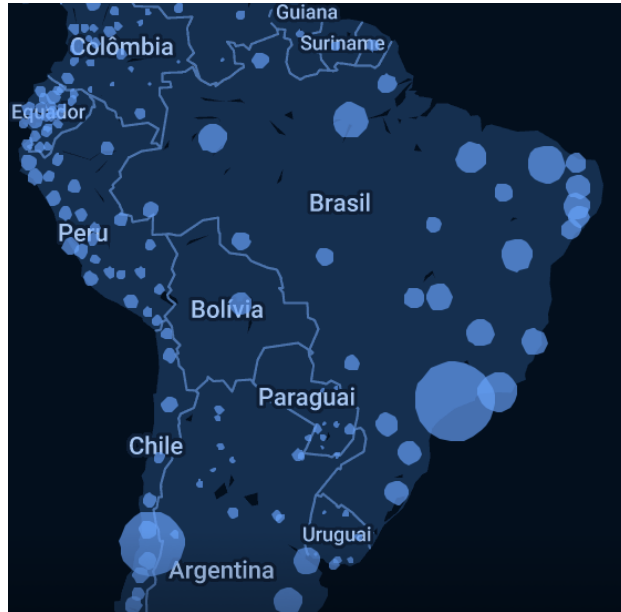 Guiana
Colômbia
Suriname
Equador
Brasil
Peru
Bolívia
Paraguai
Chile
Uruguai
Argentina